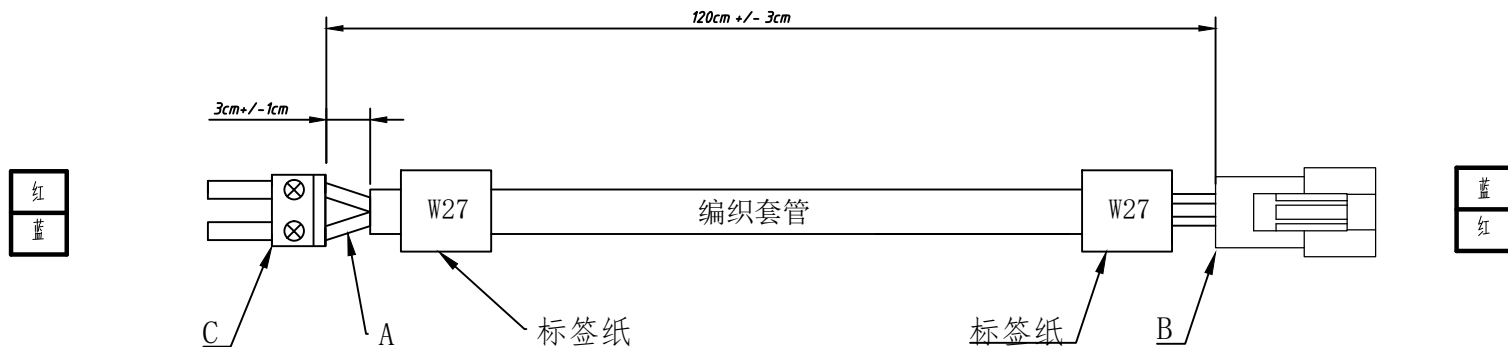 120cm +/- 3cm
3cm+/-1cm
红
蓝
W27
编织套管
W27
蓝
红
C
A
标签纸
标签纸
B